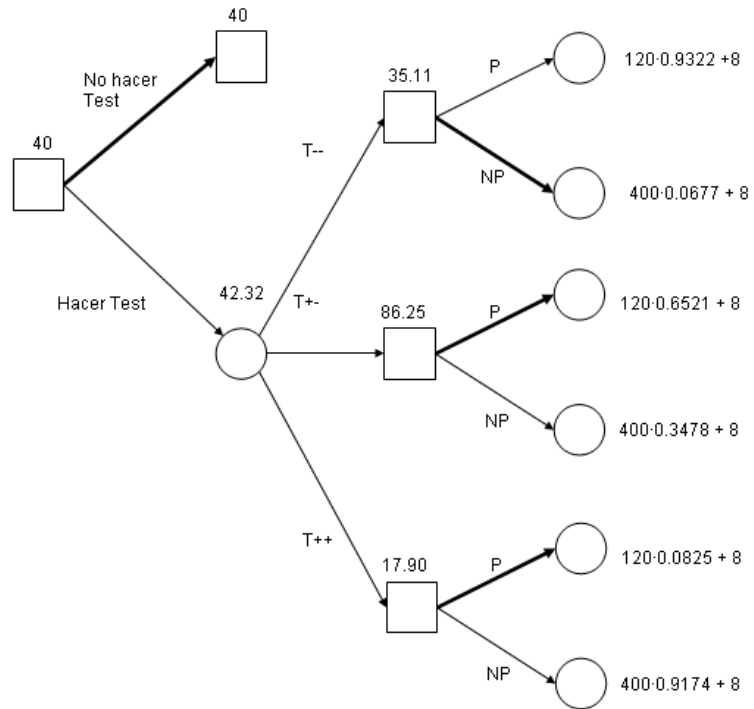 40
40
No hacer
Test
Hacer Test
42.32
T--
T+-
T++
35.11
P
NP
120·0.9322 +8
400·0.0677 + 8
86.25
P
NP
120·0.6521 + 8
400·0.3478 + 8
17.90
P
NP
120·0.0825 + 8
400·0.9174 + 8